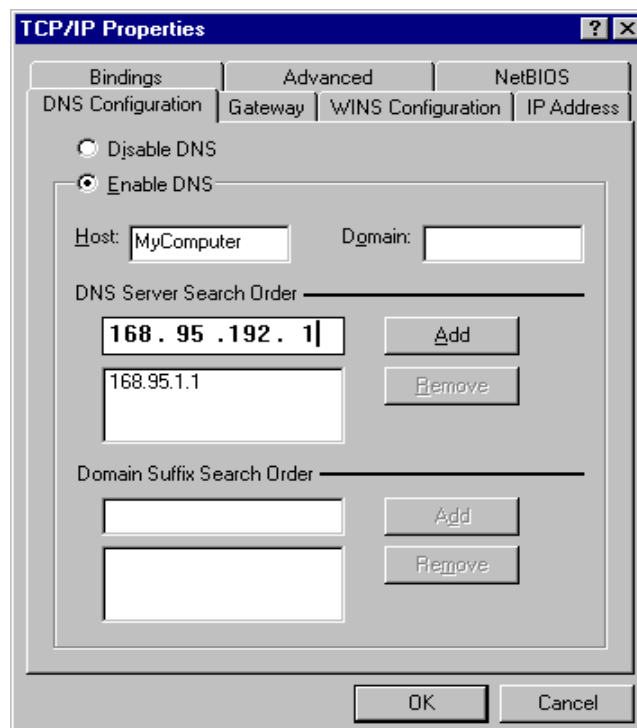 TCP/IP Properties
Bindings Advanced NetBIOS
DNS Configuration Gateway WINS Configuration IP Address
Disable DNS
Enable DNS
Host: MyComputer Domain:
DNS Server Search Order
168. 95 .192. 1 Add
168.95.1.1 Remove
Domain Suffix Search Order
Add
Remove
OK Cancel